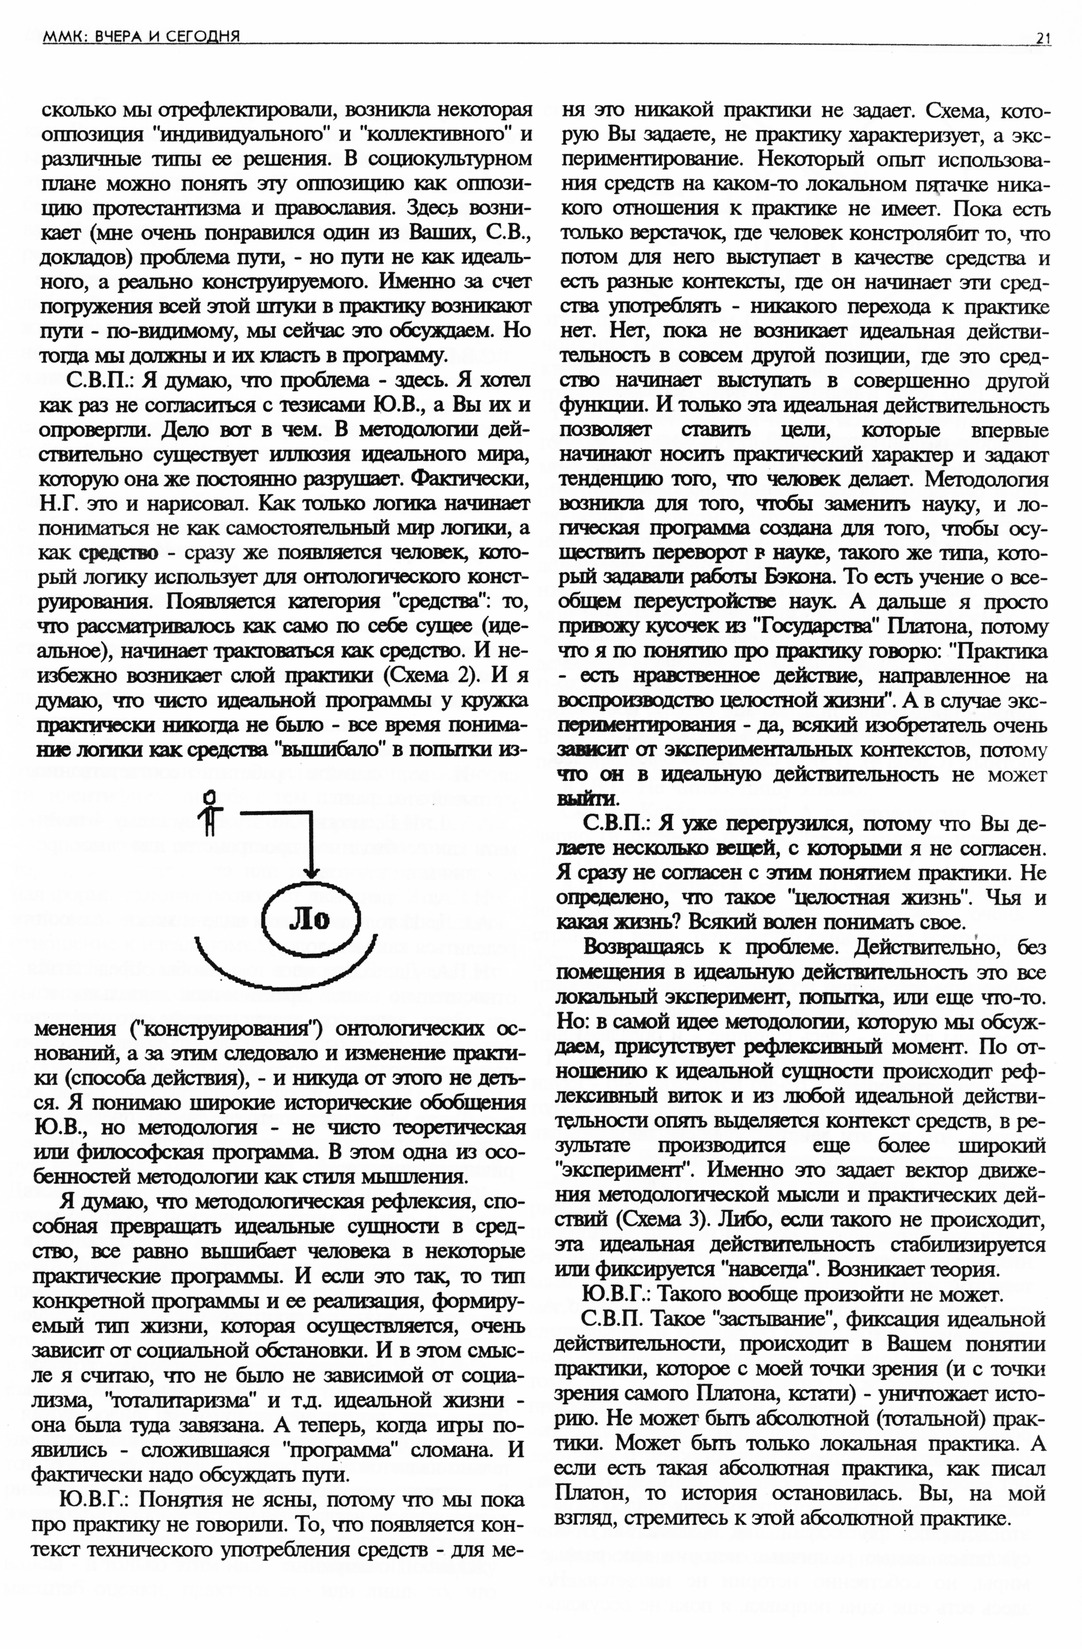 ММК: ВЧЕРА И СЕГОДНЯ
21
сколько мы отрефлектировали, возникла некоторая
оппозиция "индивидуального" и "коллективного" и
различные типы ее решения. В социокультурном
плане можно понять эту оппозицию как оппози-
цию протестантизма и православия. Здесь возни-
кает (мне очень понравился один из Ваших, С.В.,
докладов) проблема пути, - но пути не как идеаль-
ного, а реально конструируемого. Именно за счет
погружения всей этой штуки в практику возникают
пути - по-видимому, мы сейчас это обсуждаем. Но
тогда мы должны и их класть в программу.
С.В.П.: Я думаю, что проблема - здесь. Я хотел
как раз не согласиться с тезисами Ю.В., а Вы их и
опровергли. Дело вот в чем. В методологии дей-
ствительно существует иллюзия идеального мира,
которую она же постоянно разрушает. Фактически,
Н.Г. это и нарисовал. Как только логика начинает
пониматься не как самостоятельный мир логики, а
как средство - сразу же появляется человек, кото-
рый логику использует для онтологического конст-
руирования. Появляется категория "средства": то,
что рассматривалось как само по себе сущее (иде-
альное), начинает трактоваться как средство. И не-
избежно возникает слой практики (Схема 2). И я
думаю, что чисто идеальной программы у кружка
практически никогда не было - все время понима-
ние логики как средства "вышибало" в попытки из-
Ло
менения ("конструирования") онтологических ос-
нований, а за этим следовало и изменение практи-
ки (способа действия), - и никуда от этого не деть-
ся. Я понимаю широкие исторические обобщения
Ю.В., но методология - не чисто теоретическая
или философская программа. В этом одна из осо-
бенностей методологии как стиля мышления.
Я думаю, что методологическая рефлексия, спо-
собная превращать идеальные сущности в сред-
ство, все равно вышибает человека в некоторые
практические программы. И если это так, то тип
конкретной программы и ее реализация, формиру-
емый тип жизни, которая осуществляется, очень
зависит от социальной обстановки. И в этом смыс-
ле я считаю, что не было не зависимой от социа-
лизма, "тоталитаризма" и т.д. идеальной жизни -
она была туда завязана. А теперь, когда игры по-
явились - сложившаяся "программа" сломана. И
фактически надо обсуждать пути.
Ю.В.Г.: Понятия не ясны, потому что мы пока
про практику не говорили. То, что появляется кон-
текст технического употребления средств - для ме-
ня это никакой практики не задает. Схема, кото-
рую Вы задаете, не практику характеризует, а экс-
периментирование. Некоторый опыт использова-
ния средств на каком-то локальном пятачке ника-
кого отношения к практике не имеет. Пока есть
только верстачок, где человек констролябит то, что
потом для него выступает в качестве средства и
есть разные контексты, где он начинает эти сред-
ства употреблять - никакого перехода к практике
нет. Нет, пока не возникает идеальная действи-
тельность в совсем другой позиции, где это сред-
ство начинает выступать в совершенно другой
функции. И только эта идеальная действительность
позволяет ставить цели, которые впервые
начинают носить практический характер и задают
тенденцию того, что человек делает. Методология
возникла для того, чтобы заменить науку, и ло-
гическая программа создана для того, чтобы осу-
ществить переворот в науке, такого же типа, кото-
рый задавали работы Бэкона. То есть учение о все-
общем переустройстве наук. А дальше я просто
привожу кусочек из "Государства" Платона, потому
что я по понятию про практику говорю: "Практика
- есть нравственное действие, направленное на
воспроизводство целостной жизни". А в случае экс-
периментирования - да, всякий изобретатель очень
зависит от экспериментальных контекстов, потому
что он в идеальную действительность не может
выйти.
С.В.П.: Я уже перегрузился, потому что Вы де-
лаете несколько вещей, с которыми я не согласен.
Я сразу не согласен с этим понятием практики. Не
определено, что такое "целостная жизнь". Чья и
какая жизнь? Всякий волен понимать свое.
Возвращаясь к проблеме. Действительно, без
помещения в идеальную действительность это все
локальный эксперимент, попытка, или еще что-то.
Но: в самой идее методологии, которую мы обсуж-
даем, присутствует рефлексивный момент. По от-
ношению к идеальной сущности происходит реф-
лексивный виток и из любой идеальной действи-
тельности опять выделяется контекст средств, в ре-
зультате производится еще более широкий
"эксперимент". Именно это задает вектор движе-
ния методологической мысли и практических дей-
ствий (Схема 3). Либо, если такого не происходит,
эта идеальная действительность стабилизируется
или фиксируется "навсегда". Возникает теория.
Ю.В.Г.: Такого вообще произойти не может.
С.В.П. Такое "застывание", фиксация идеальной
действительности, происходит в Вашем понятии
практики, которое с моей точки зрения (и с точки
зрения самого Платона, кстати) - уничтожает исто-
рию. Не может быть абсолютной (тотальной) прак-
тики. Может быть только локальная практика. А
если есть такая абсолютная практика, как писал
Платон, то история остановилась. Вы, на мой
взгляд, стремитесь к этой абсолютной практике.